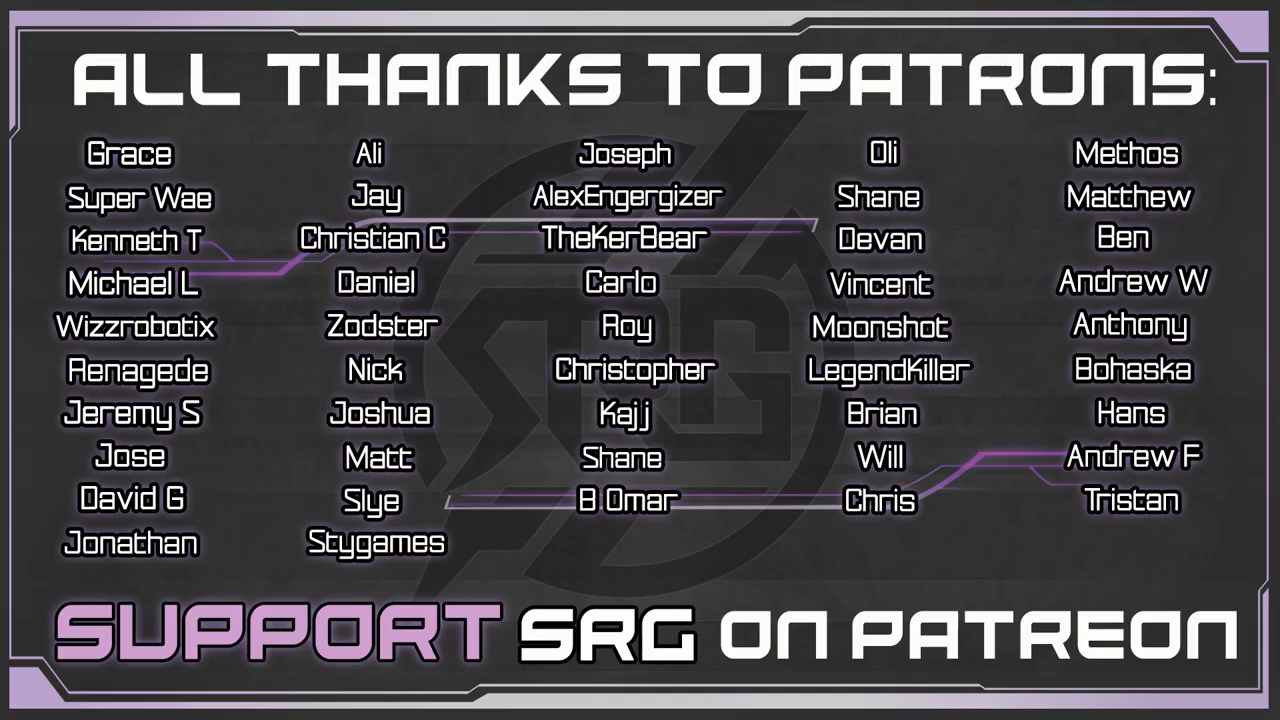 ALL THANKS TO PATRONS:
Grace
Super Wae
Kenneth T
Michael L
Wizzrobotix
Renagede
Jeremy S
Jose
David G
Jonathan
Ali
Jay
Christian C
Daniel
Zodster
Nick
Joshua
Matt
Slye
Stygames
Joseph
AlexEngergizer
TheKerBear
Carlo
Roy
Christopher
Kajj
Shane
B Omar
Oli
Shane
Devan
Vincent
Moonshot
LegendKiller
Brian
Will
Chris
Methos
Matthew
Ben
Andrew W
Anthony
Bohaska
Hans
Andrew F
Tristan
SUPPORT SRG ON PATREON